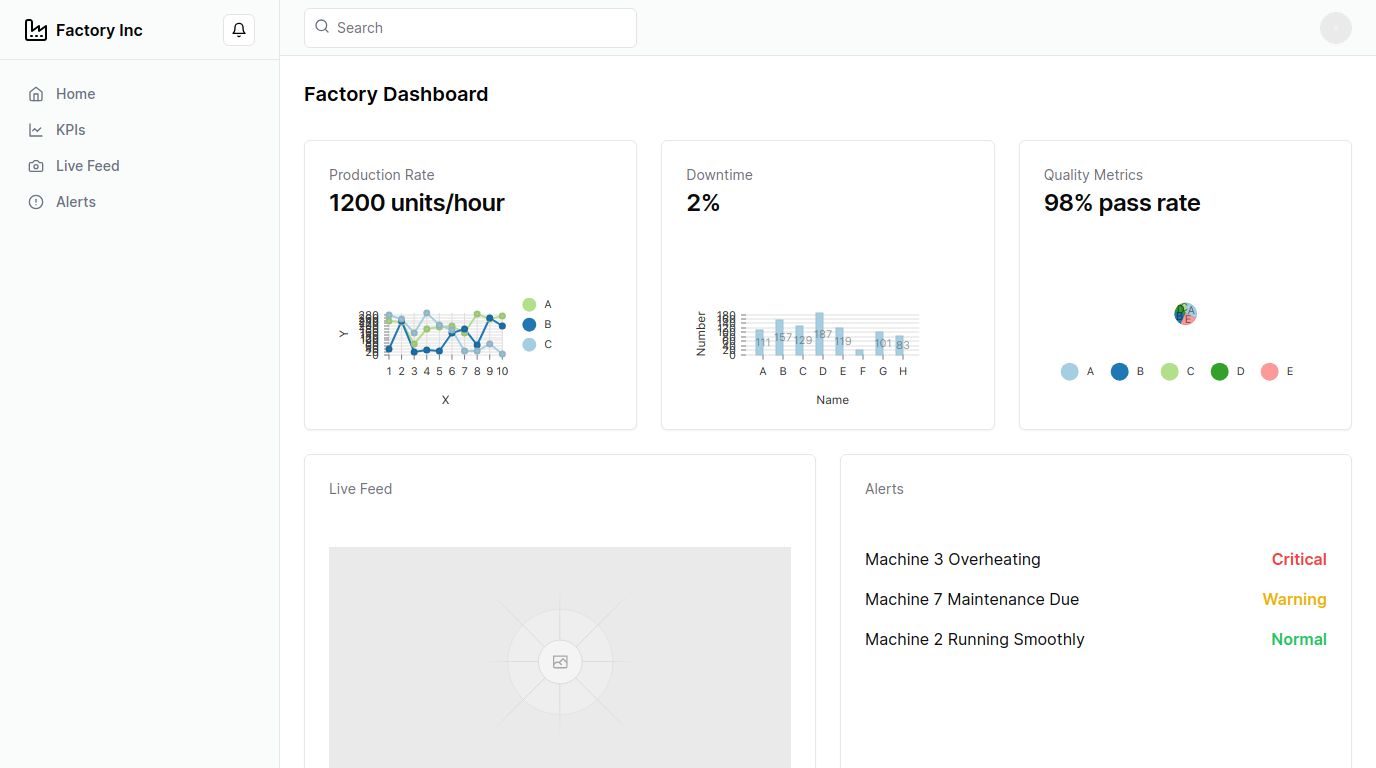 Factory Inc
Search
Home
KPIs
Live Feed
Alerts
Factory Dashboard
Production Rate
1200 units/hour
Y
A
B
C
1 2 3 4 5 6 7 8 9 10
X
Downtime
2%
Number
111 157 129 187 119 101 83
A B C D E F G H
Name
Quality Metrics
98% pass rate
A B C D E
Live Feed
Alerts
Machine 3 Overheating Critical
Machine 7 Maintenance Due Warning
Machine 2 Running Smoothly Normal